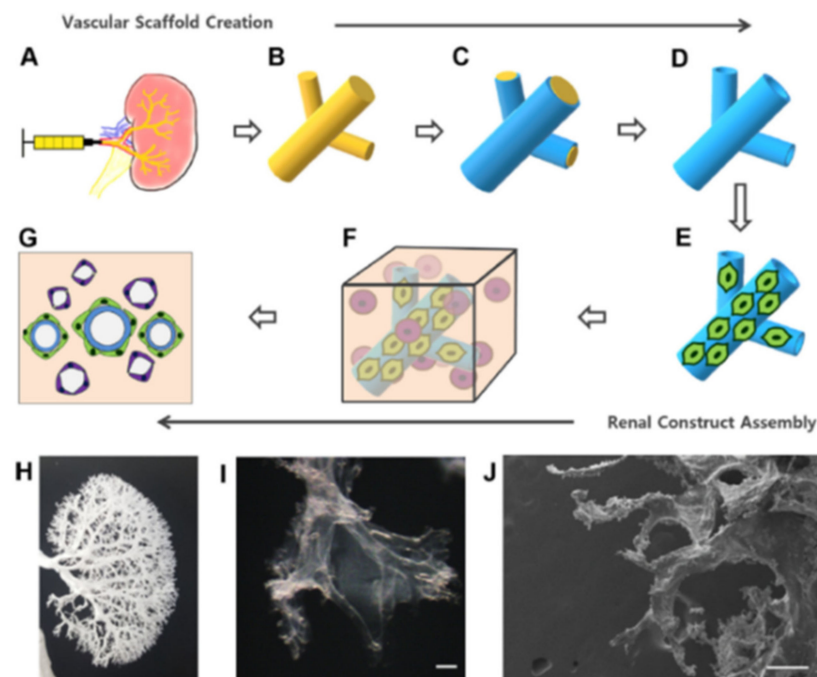 Vascular Scaffold Creation
A
B
C
D
G
F
E
Renal Construct Assembly
H
I
J